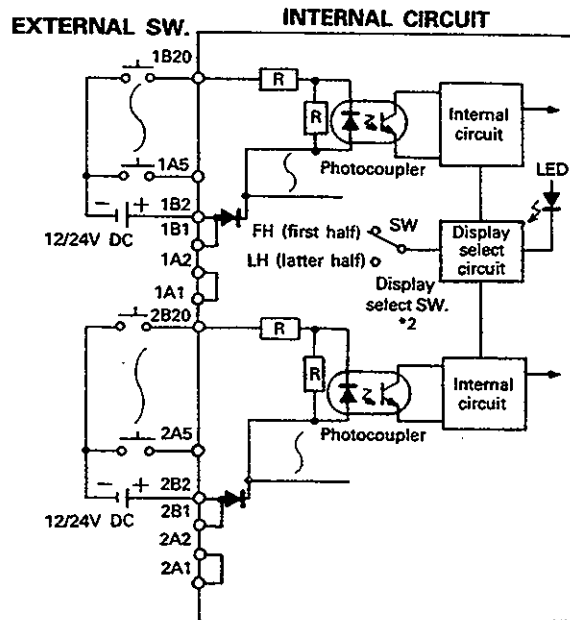 EXTERNAL SW.
INTERNAL CIRCUIT
1B20
R
R
Internal
circuit
Photocoupler
1A5
LED
1B2
− +
12/24V DC
1B1
FH (first half)
SW
Display
select
circuit
LH (latter half)
1A2
Display
select SW.
*2
1A1
2B20
R
R
Internal
circuit
Photocoupler
2A5
2B2
− +
12/24V DC
2B1
2A2
2A1